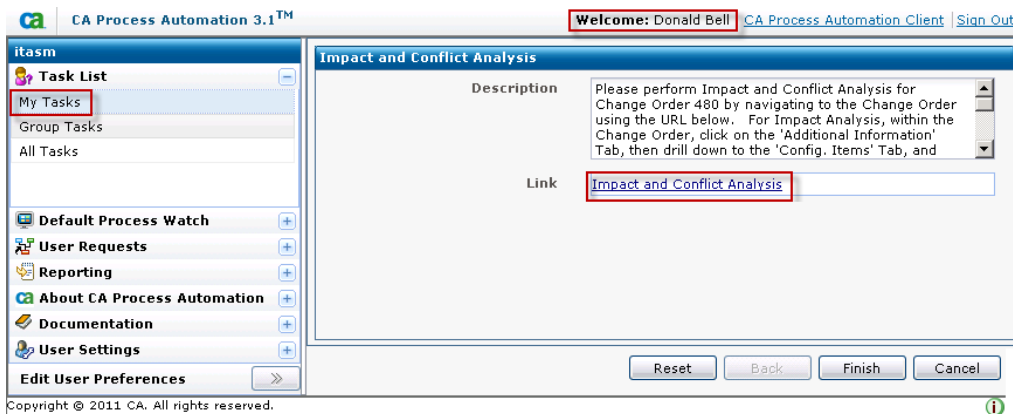 ca CA Process Automation 3.1TM
Welcome: Donald Bell CA Process Automation Client | Sign Out
itasm
Task List
My Tasks
Group Tasks
All Tasks
Default Process Watch
User Requests
Reporting
ca About CA Process Automation
Documentation
User Settings
Edit User Preferences
Impact and Conflict Analysis
Description
Please perform Impact and Conflict Analysis for
Change Order 480 by navigating to the Change Order
using the URL below. For Impact Analysis, within the
Change Order, click on the 'Additional Information'
Tab, then drill down to the 'Config. Items' Tab, and
Link
Impact and Conflict Analysis
Reset Back Finish Cancel
Copyright © 2011 CA. All rights reserved.